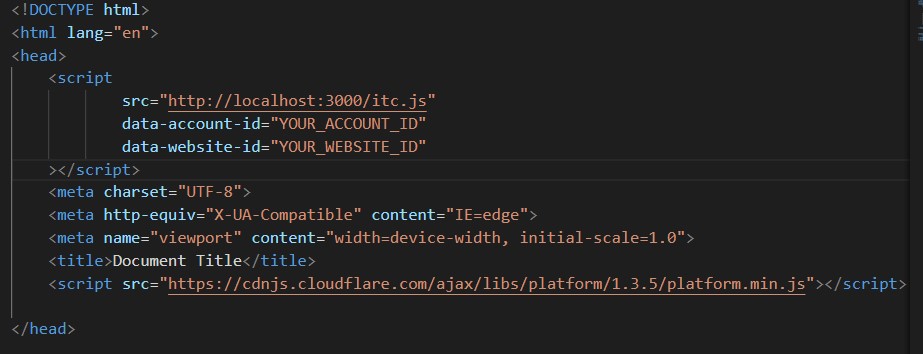 <!DOCTYPE html>
<html lang="en">
<head>
    <script
            src="http://localhost:3000/itc.js"
            data-account-id="YOUR_ACCOUNT_ID"
            data-website-id="YOUR_WEBSITE_ID"
    ></script>
    <meta charset="UTF-8">
    <meta http-equiv="X-UA-Compatible" content="IE=edge">
    <meta name="viewport" content="width=device-width, initial-scale=1.0">
    <title>Document Title</title>
    <script src="https://cdnjs.cloudflare.com/ajax/libs/platform/1.3.5/platform.min.js"></script>
</head>